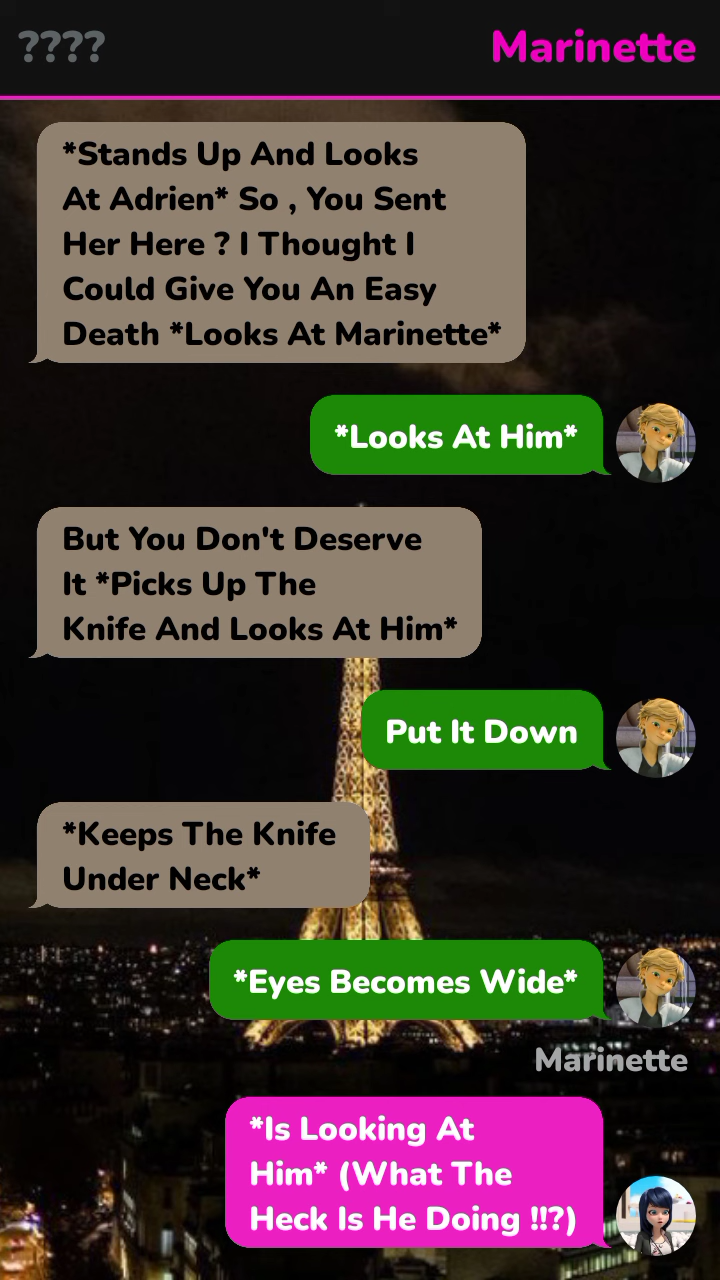 ????
Marinette
*Stands Up And Looks
At Adrien* So , You Sent
Her Here ? I Thought I
Could Give You An Easy
Death *Looks At Marinette*
*Looks At Him*
But You Don't Deserve
It *Picks Up The
Knife And Looks At Him*
Put It Down
*Keeps The Knife
Under Neck*
*Eyes Becomes Wide*
Marinette
*Is Looking At
Him* (What The
Heck Is He Doing !!?)